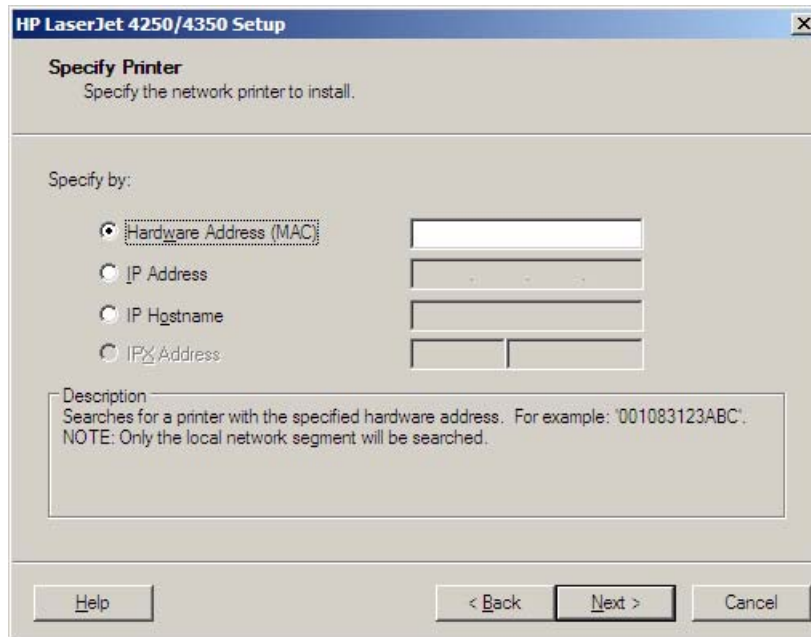 HP LaserJet 4250/4350 Setup
Specify Printer
Specify the network printer to install.
Specify by:
Hardware Address (MAC)
IP Address
IP Hostname
IPX Address
Description
Searches for a printer with the specified hardware address. For example: '001083123ABC'.
NOTE: Only the local network segment will be searched.
Help
< Back
Next >
Cancel